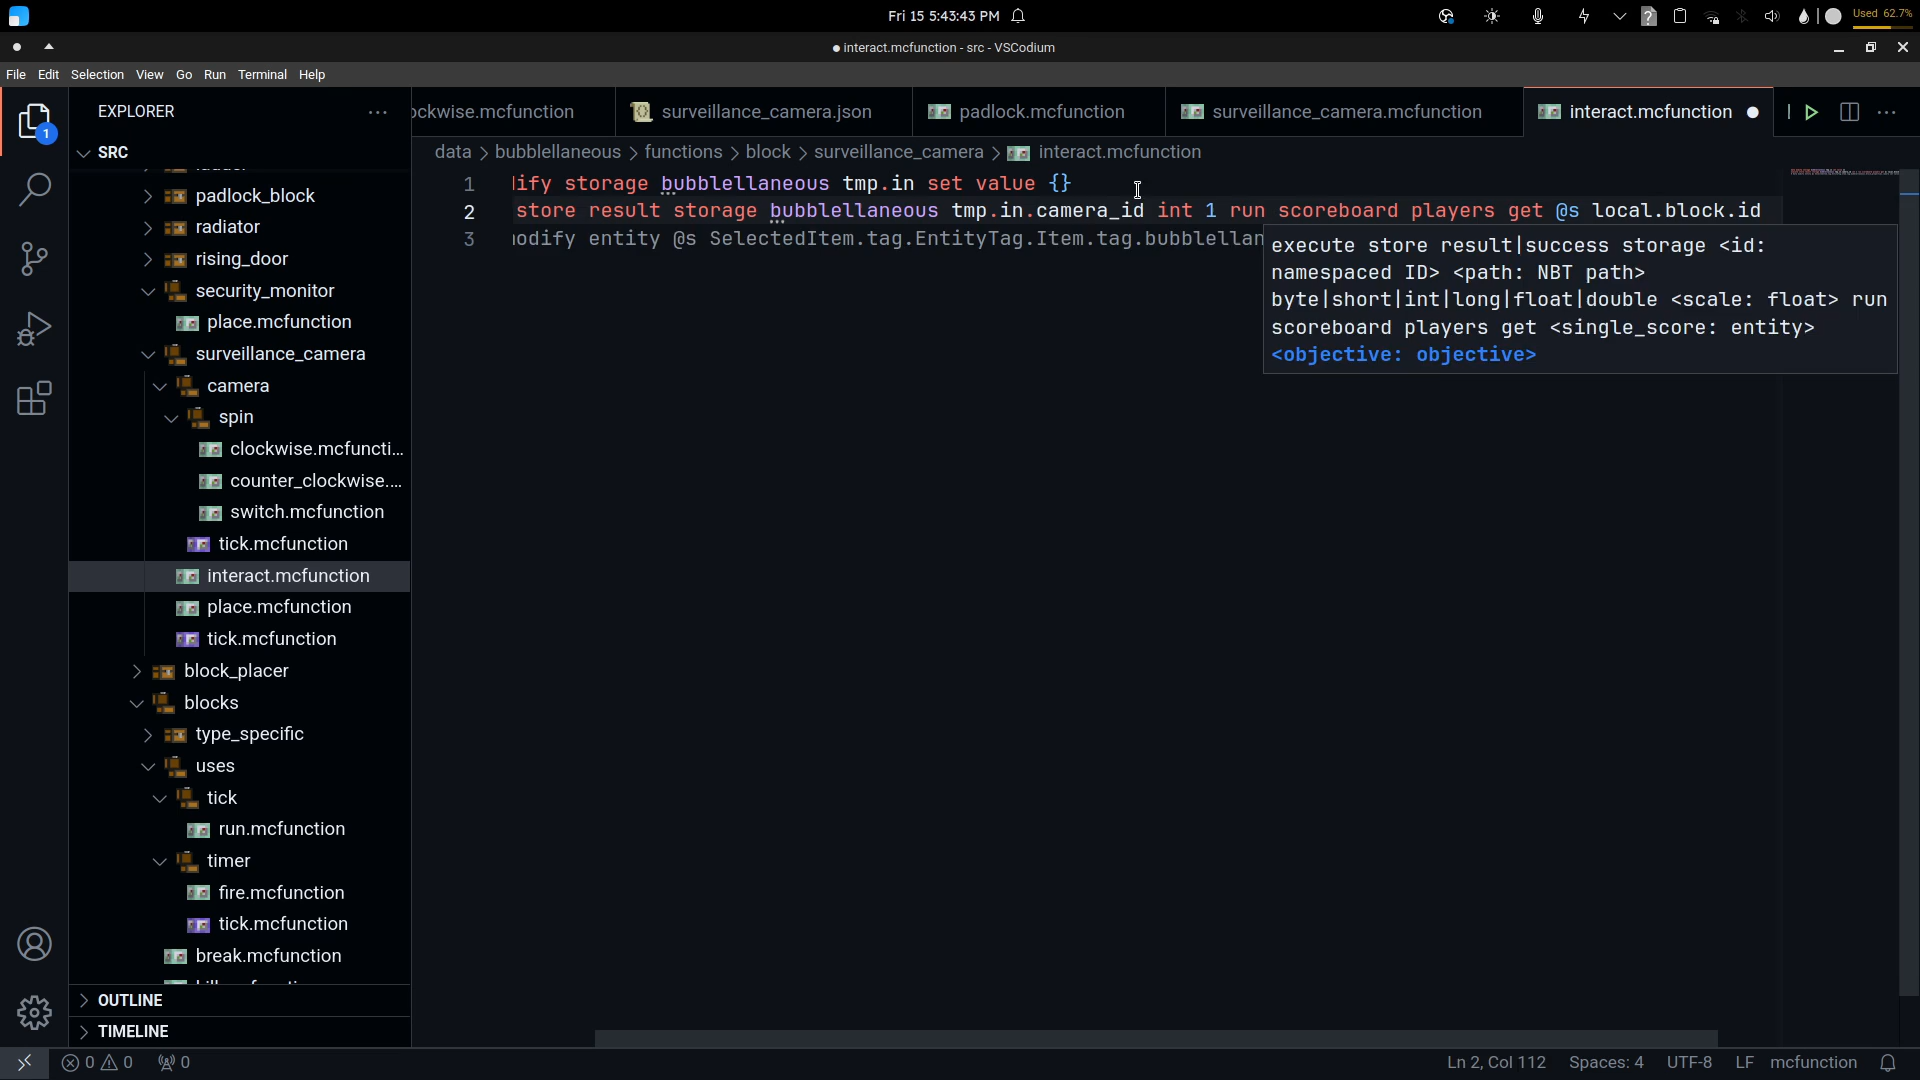 Fri 15 5:43:43 PM
Used 62.7%
interact.mcfunction - src - VSCodium
File Edit Selection View Go Run Terminal Help
EXPLORER
ockwise.mcfunction
surveillance_camera.json
padlock.mcfunction
surveillance_camera.mcfunction
interact.mcfunction
1
SRC
data > bubblellaneous > functions > block > surveillance_camera > interact.mcfunction
padlock_block
radiator
rising_door
security_monitor
place.mcfunction
surveillance_camera
camera
spin
clockwise.mcfuncti...
counter_clockwise....
switch.mcfunction
tick.mcfunction
interact.mcfunction
place.mcfunction
tick.mcfunction
block_placer
blocks
type_specific
uses
tick
run.mcfunction
timer
fire.mcfunction
tick.mcfunction
break.mcfunction
OUTLINE
TIMELINE
1 dify storage bubblellaneous tmp.in set value {}
2 store result storage bubblellaneous tmp.in.camera_id int 1 run scoreboard players get @s local.block.id
3 modify entity @s SelectedItem.tag.EntityTag.Item.tag.bubblellan
execute store result|success storage <id:
namespaced ID> <path: NBT path>
byte|short|int|long|float|double <scale: float> run
scoreboard players get <single_score: entity>
<objective: objective>
0 0 0
Ln 2, Col 112 Spaces: 4 UTF-8 LF mcfunction